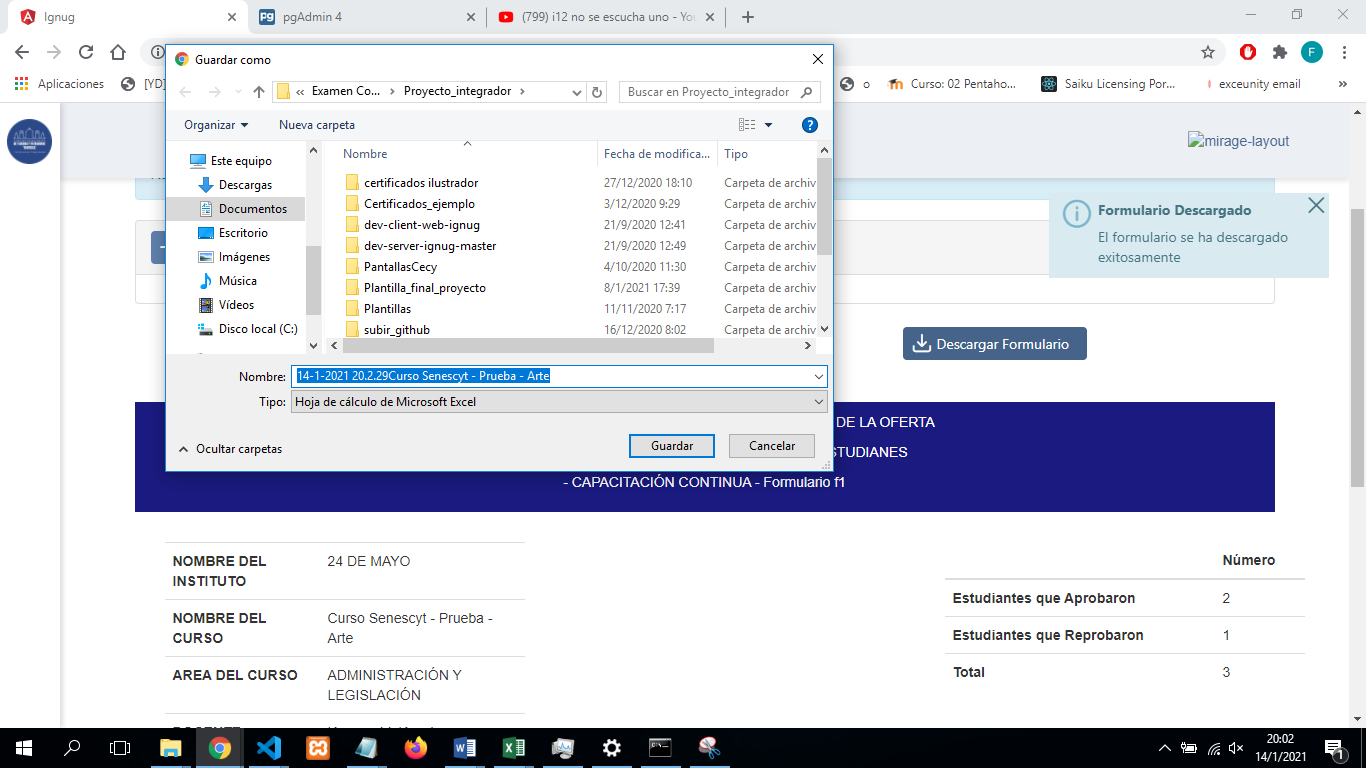 Ignug
pgAdmin 4
(799) i12 no se escucha uno - You
Aplicaciones
[YD]
o
Curso: 02 Pentaho...
Saiku Licensing Por...
exceunity email
»
F
Guardar como
« Examen Co... > Proyecto_integrador >
Buscar en Proyecto_integrador
Organizar
Nueva carpeta
Este equipo
Descargas
Documentos
Escritorio
Imágenes
Música
Vídeos
Disco local (C:)
Nombre Fecha de modifica... Tipo
certificados ilustrador 27/12/2020 18:10 Carpeta de archiv
Certificados_ejemplo 3/12/2020 9:29 Carpeta de archiv
dev-client-web-ignug 21/9/2020 12:41 Carpeta de archiv
dev-server-ignug-master 21/9/2020 12:49 Carpeta de archiv
PantallasCecy 4/10/2020 11:30 Carpeta de archiv
Plantilla_final_proyecto 8/1/2021 17:39 Carpeta de archiv
Plantillas 11/11/2020 7:17 Carpeta de archiv
subir_github 16/12/2020 8:02 Carpeta de archiv
Nombre: 14-1-2021 20.2.29Curso Senescyt - Prueba - Arte
Tipo: Hoja de cálculo de Microsoft Excel
Ocultar carpetas
Guardar
Cancelar
mirage-layout
Formulario Descargado
El formulario se ha descargado
exitosamente
Descargar Formulario
DE LA OFERTA
STUDIANES
- CAPACITACIÓN CONTINUA - Formulario f1
NOMBRE DEL INSTITUTO 24 DE MAYO
NOMBRE DEL CURSO Curso Senescyt - Prueba - Arte
AREA DEL CURSO ADMINISTRACIÓN Y LEGISLACIÓN
Número
Estudiantes que Aprobaron 2
Estudiantes que Reprobaron 1
Total 3
20:02
14/1/2021
1